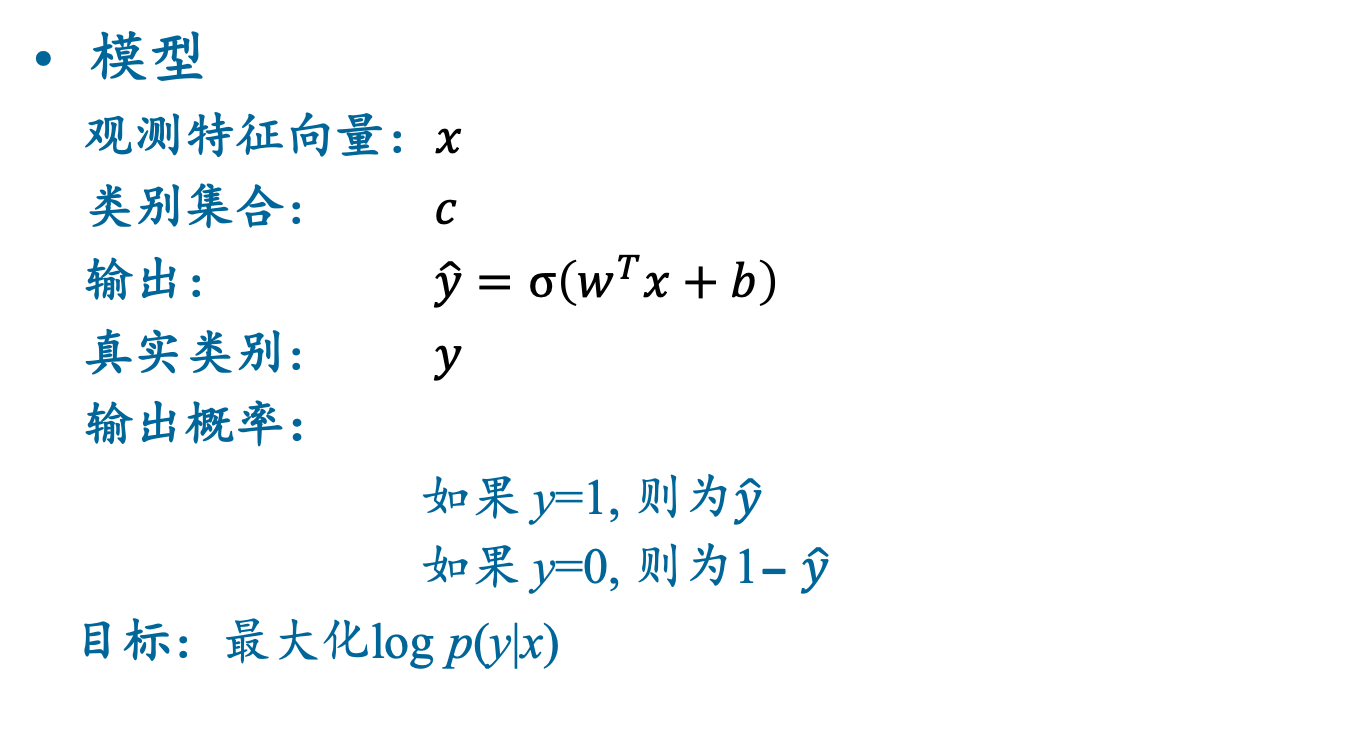 • 模型
观测特征向量： x
类别集合： c
输出： ŷ = σ(wᵀx + b)
真实类别： y
输出概率：
如果 y=1, 则为ŷ
如果 y=0, 则为1− ŷ
目标：最大化log p(y|x)